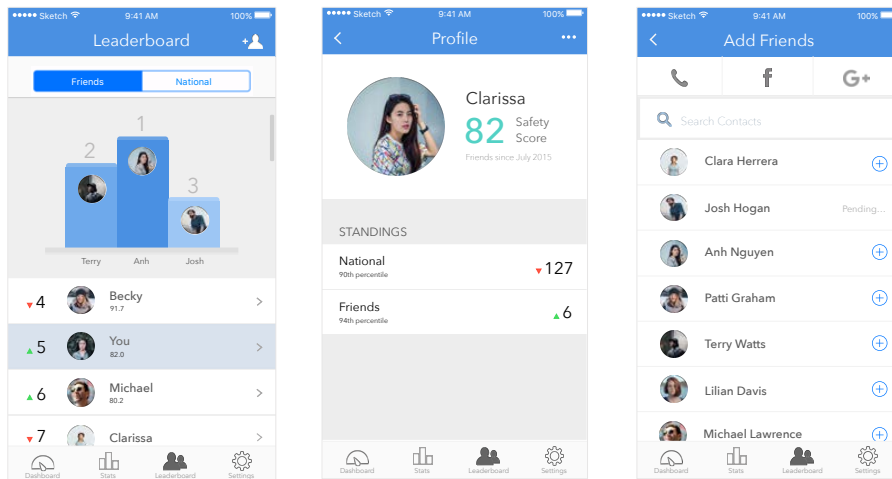 Sketch 9:41 AM 100%
Leaderboard
Friends National
1
2
3
Terry Anh Josh
4 Becky
91.7
5 You
82.0
6 Michael
80.2
7 Clarissa
Dashboard Stats Leaderboard Settings
Sketch 9:41 AM 100%
Profile
Clarissa
82 Safety
Score
Friends since July 2015
STANDINGS
National
90th percentile
127
Friends
94th percentile
6
Dashboard Stats Leaderboard Settings
Sketch 9:41 AM 100%
Add Friends
f G+
Search Contacts
Clara Herrera
Josh Hogan Pending...
Anh Nguyen
Patti Graham
Terry Watts
Lilian Davis
Michael Lawrence
Dashboard Stats Leaderboard Settings